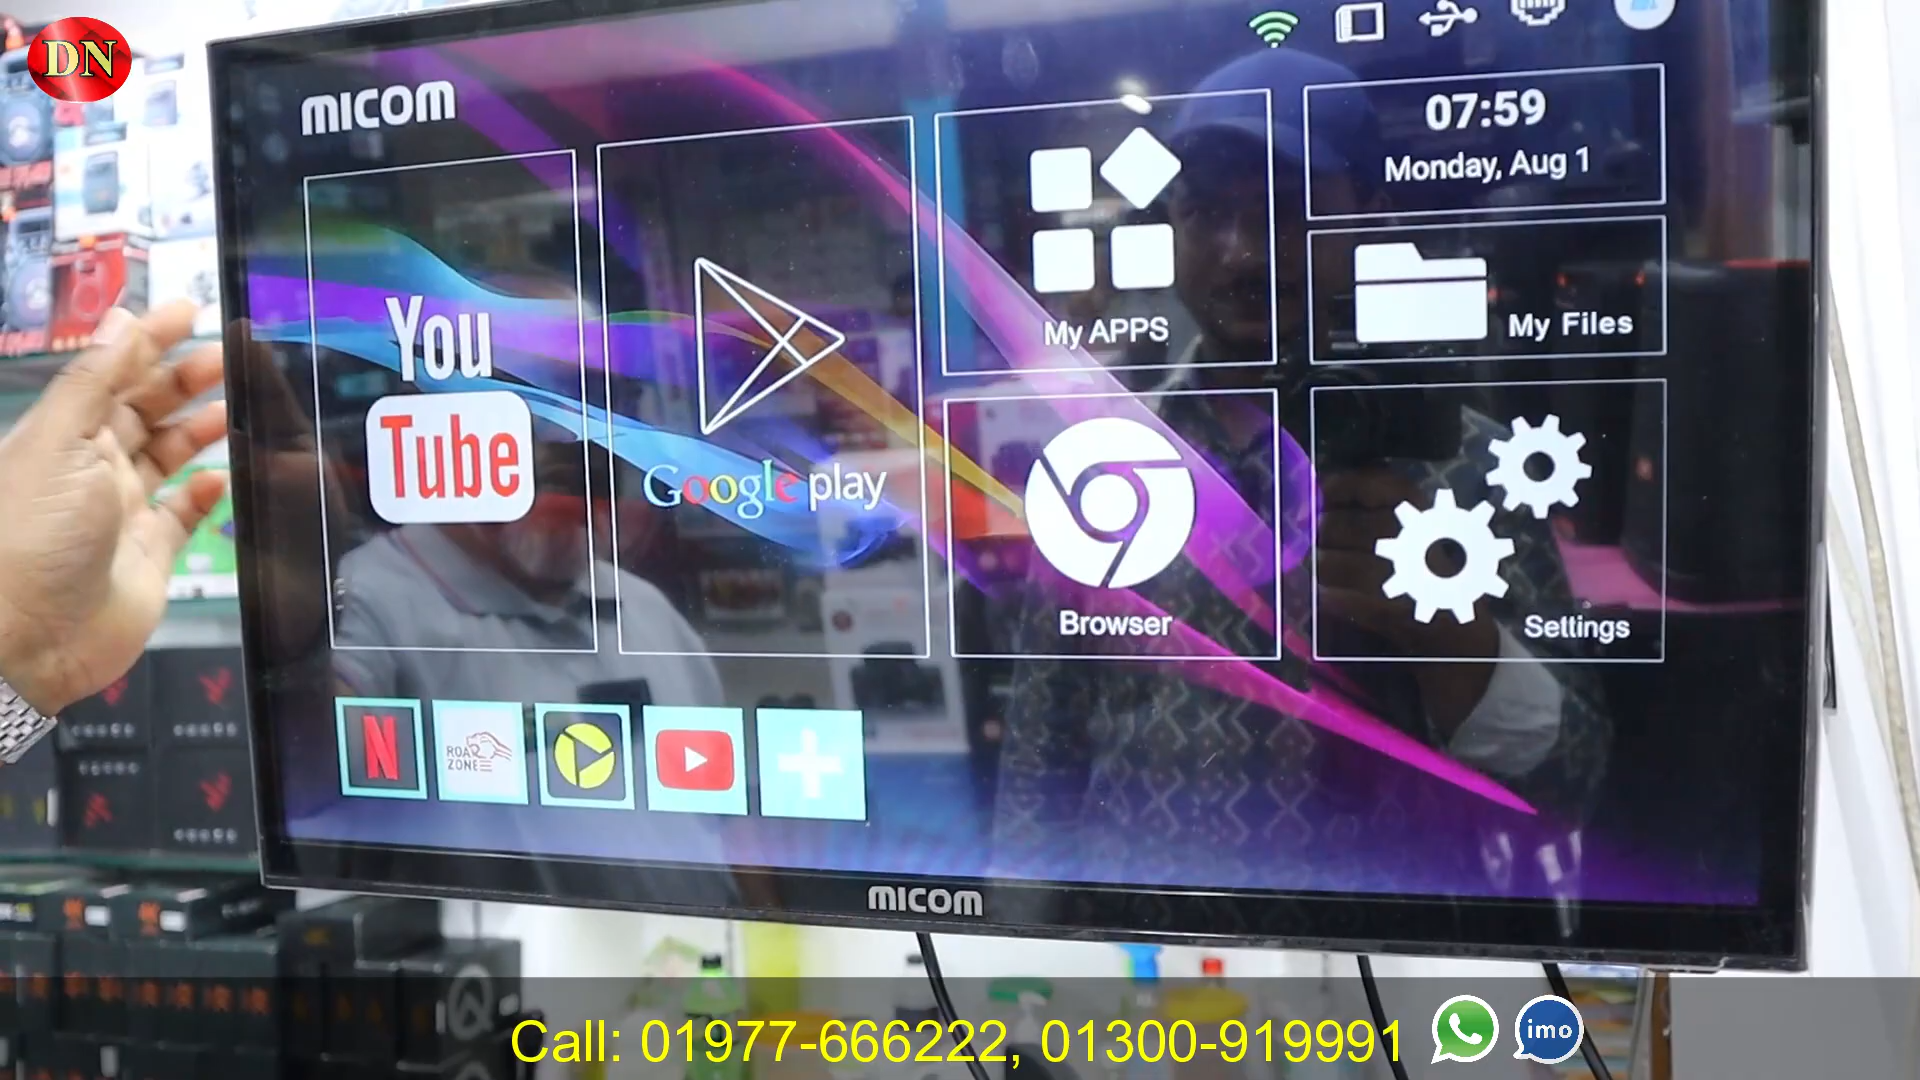 DN
MICOM
07:59
Monday, Aug 1
You
Tube
Google play
My APPS
My Files
Browser
Settings
N
ROAR
ZONE
MICOM
Call: 01977-666222, 01300-919991
imo